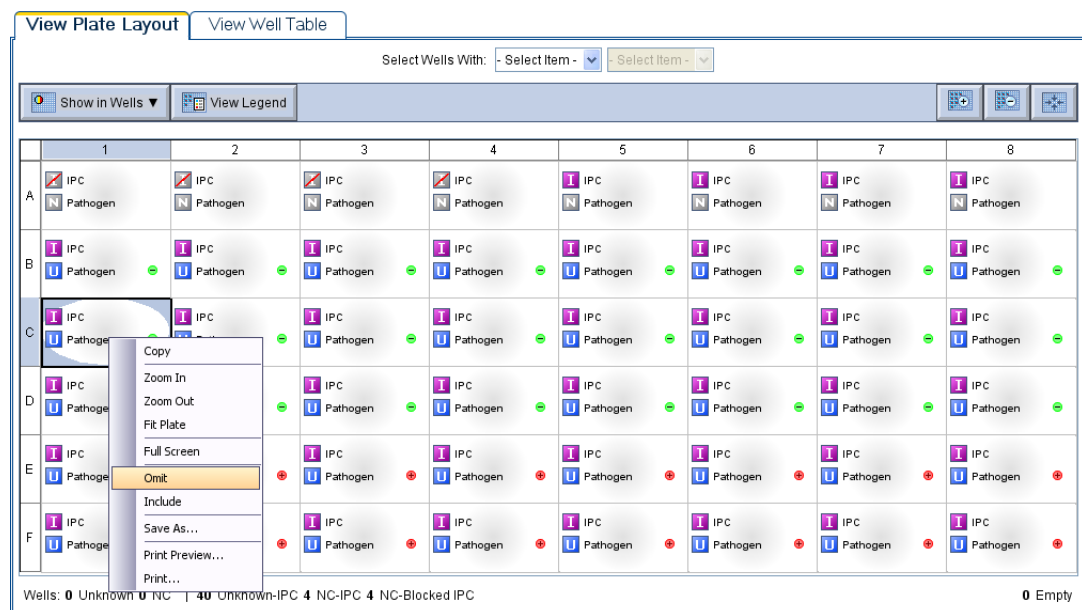 View Plate Layout View Well Table
Select Wells With: - Select Item - - Select Item -
Show in Wells ▼ View Legend
1 2 3 4 5 6 7 8
I IPC I IPC I IPC I IPC I IPC I IPC I IPC I IPC
A
N Pathogen N Pathogen N Pathogen N Pathogen N Pathogen N Pathogen N Pathogen N Pathogen
I IPC I IPC I IPC I IPC I IPC I IPC I IPC I IPC
B
U Pathogen U Pathogen U Pathogen U Pathogen U Pathogen U Pathogen U Pathogen U Pathogen
I IPC I IPC I IPC I IPC I IPC I IPC I IPC I IPC
C
U Pathoge U Pathogen U Pathogen U Pathogen U Pathogen U Pathogen U Pathogen
Copy
Zoom In
Zoom Out
Fit Plate
Full Screen
Omit
Include
Save As...
Print Preview...
Print...
I IPC I IPC I IPC I IPC I IPC I IPC I IPC
D
U Pathoge U Pathogen U Pathogen U Pathogen U Pathogen U Pathogen U Pathogen
I IPC I IPC I IPC I IPC I IPC I IPC I IPC
E
U Pathoge U Pathogen U Pathogen U Pathogen U Pathogen U Pathogen U Pathogen
I IPC I IPC I IPC I IPC I IPC I IPC I IPC
F
U Pathoge U Pathogen U Pathogen U Pathogen U Pathogen U Pathogen U Pathogen
Wells: 0 Unknown 0 NC | 40 Unknown-IPC 4 NC-IPC 4 NC-Blocked IPC 0 Empty